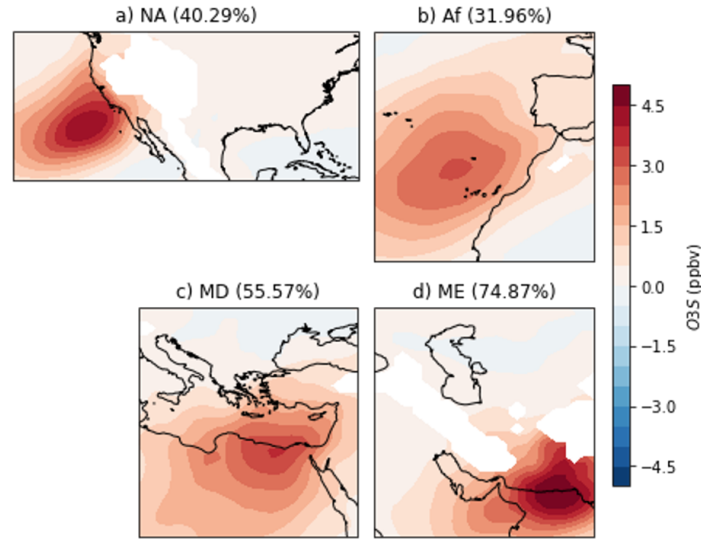 a) NA (40.29%)
b) Af (31.96%)
c) MD (55.57%)
d) ME (74.87%)
4.5
3.0
1.5
0.0
−1.5
−3.0
−4.5
O3S (ppbv)